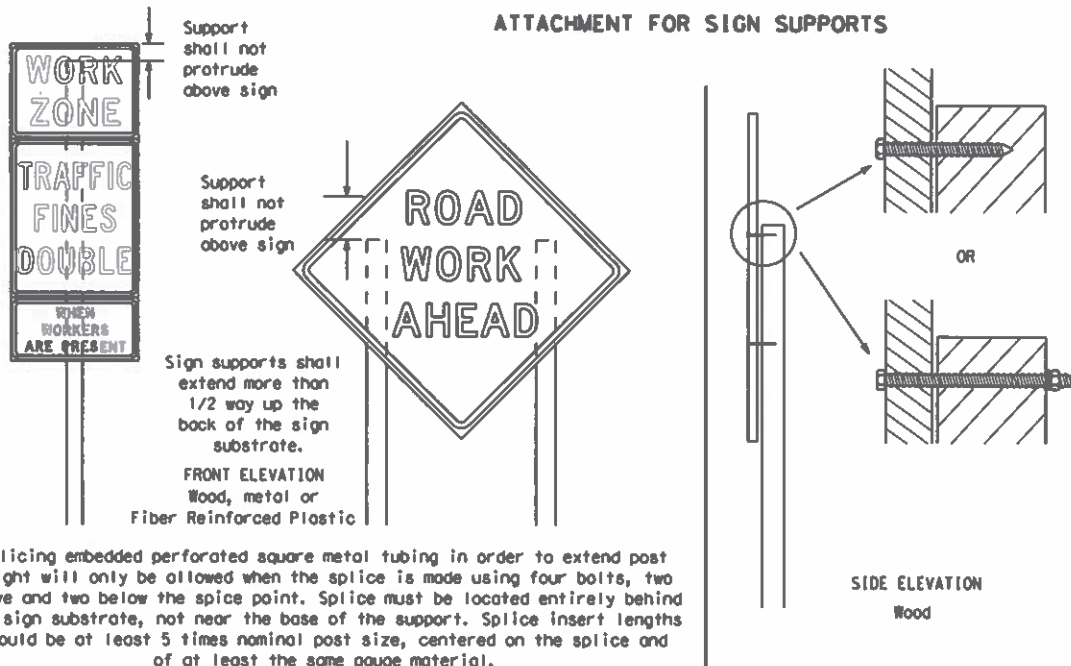 ATTACHMENT FOR SIGN SUPPORTS
Support
shall not
protrude
above sign
WORK
ZONE
TRAFFIC
FINES
DOUBLE
WHEN
WORKERS
ARE PRESENT
Support
shall not
protrude
above sign
ROAD
WORK
AHEAD
Sign supports shall
extend more than
1/2 way up the
back of the sign
substrate.
FRONT ELEVATION
Wood, metal or
Fiber Reinforced Plastic
OR
SIDE ELEVATION
Wood
licing embedded perforated square metal tubing in order to extend post
ght will only be allowed when the splice is made using four bolts, two
ve and two below the spice point. Splice must be located entirely behind
sign substrate, not near the base of the support. Splice insert lengths
ould be at least 5 times nominal post size, centered on the splice and
of at least the same gauge material.